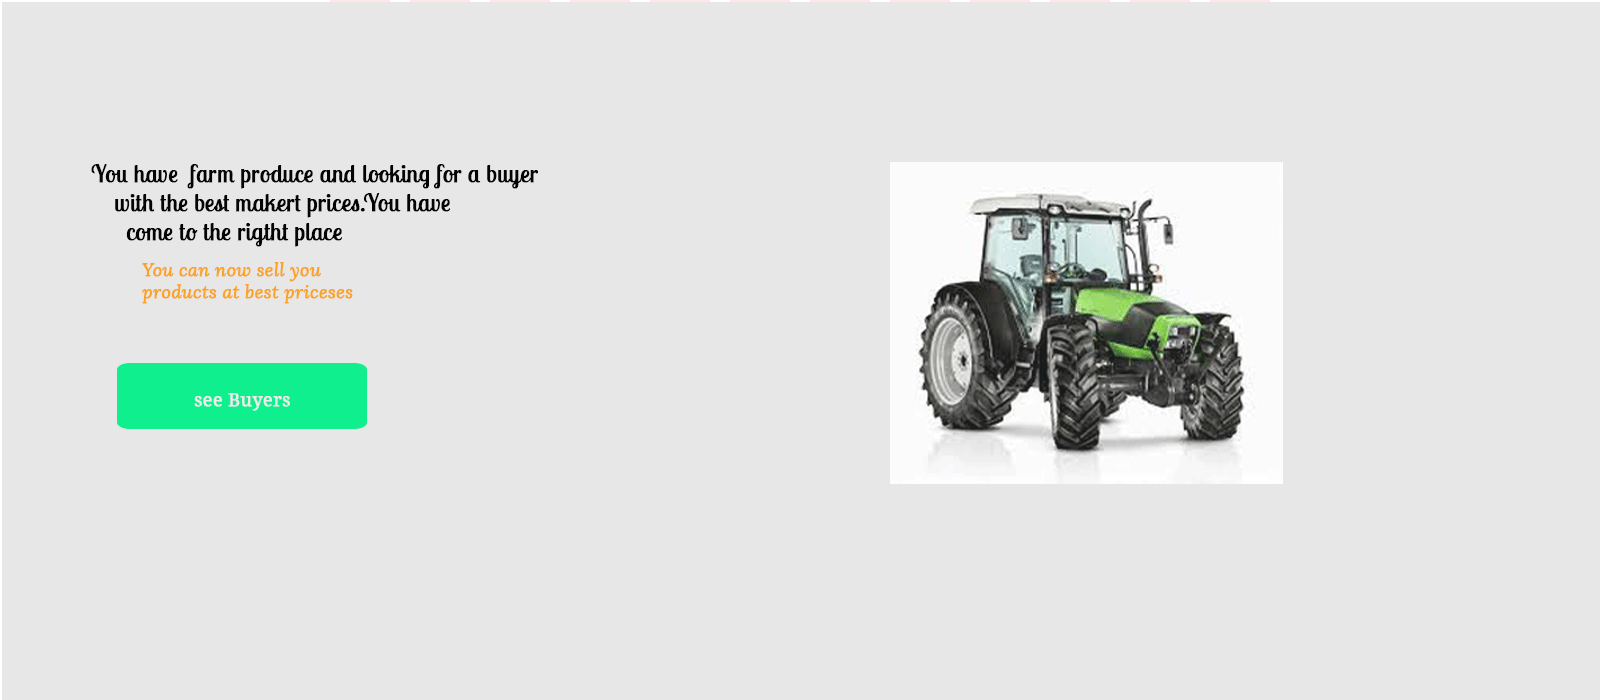 You have farm produce and looking for a buyer
with the best makert prices.You have
come to the rigtht place
You can now sell you
products at best priceses
see Buyers